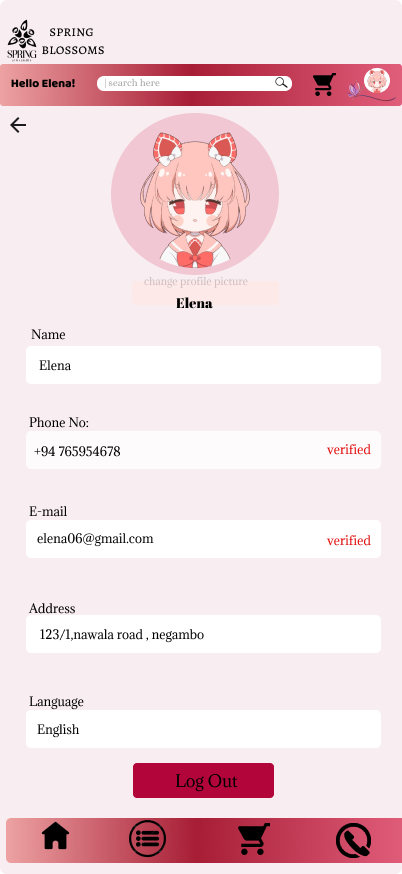 SPRING
BLOSSOMS
SPRING
Hello Elena!
search here
change profile picture
Elena
Name
Elena
Phone No:
+94 765954678
verified
E-mail
elena06@gmail.com
verified
Address
123/1,nawala road , negambo
Language
English
Log Out